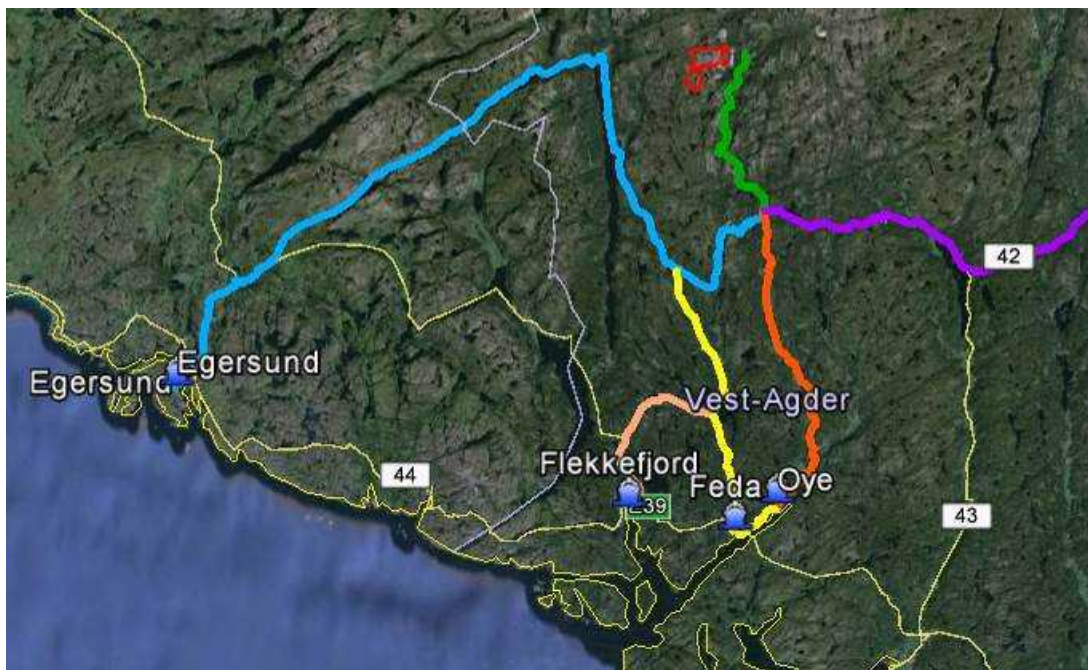 42
Egersund
Egersund
Vest-Agder
Flekkefjord
Feda
Oye
44
E39
43